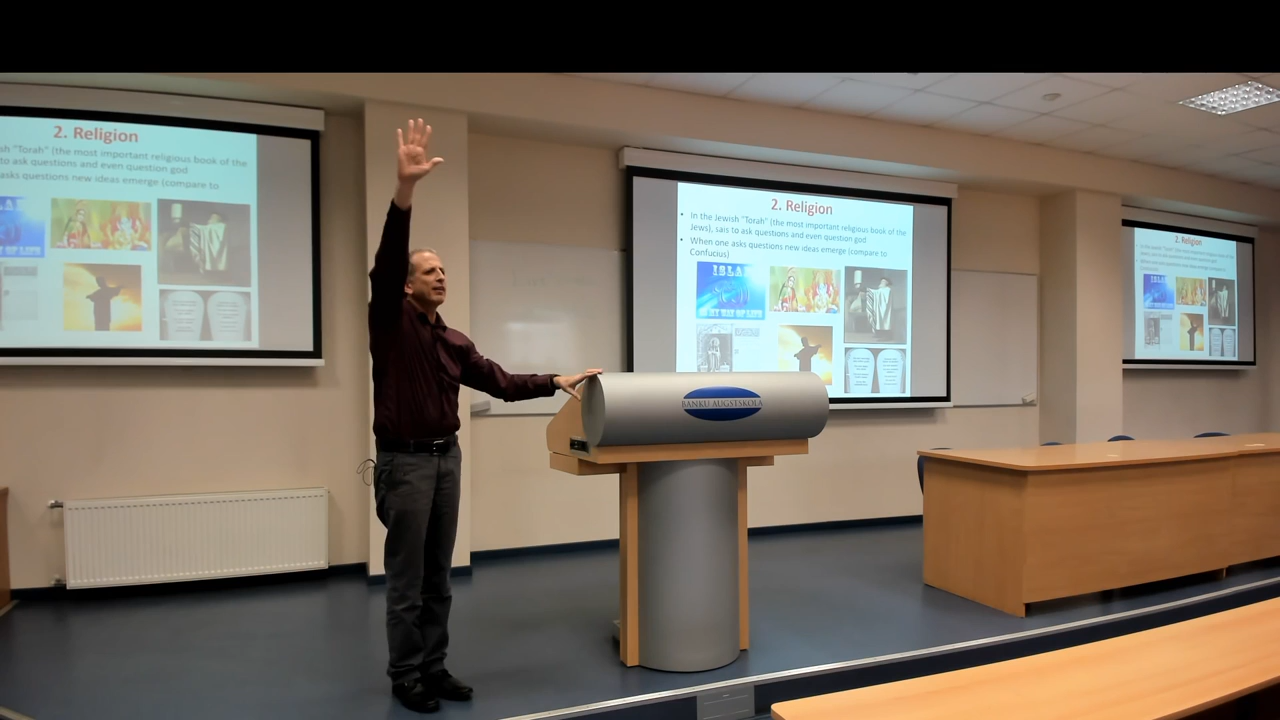 2. Religion
sh "Torah" (the most important religious book of the
to ask questions and even question god
asks questions new ideas emerge (compare to
2. Religion
• In the Jewish "Torah" (the most important religious book of the
Jews), sais to ask questions and even question god
• When one asks questions new ideas emerge (compare to
Confucius)
ISLAM
IS MY WAY OF LIFE
BANKU AUGSTSKOLA
2. Religion